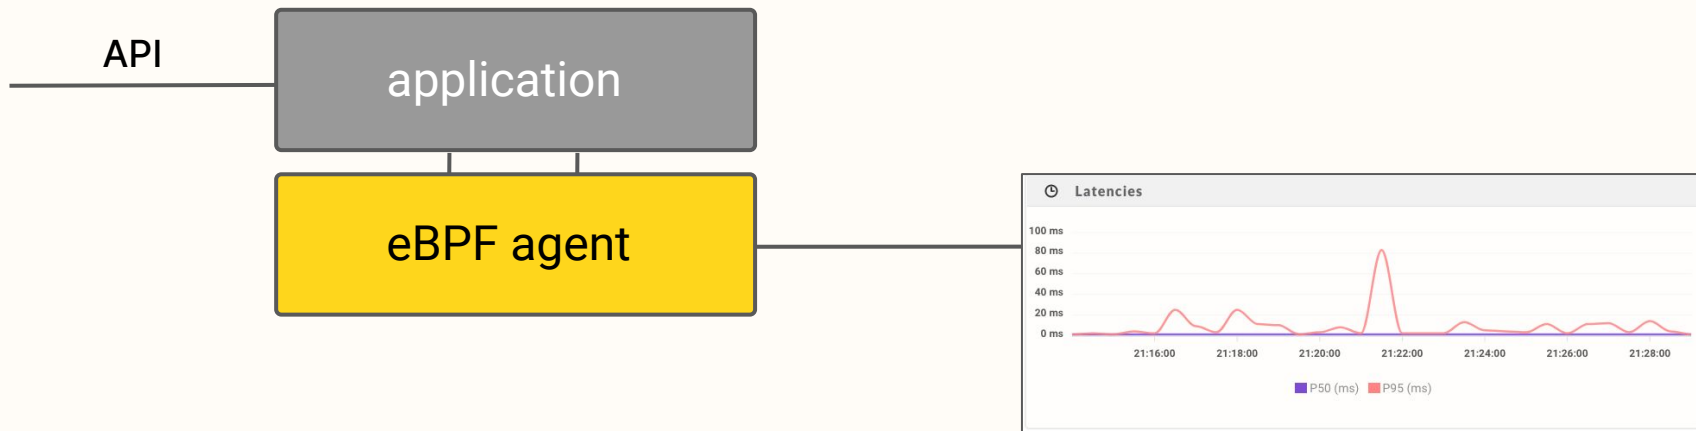 API
application
eBPF agent
Latencies
100 ms
80 ms
60 ms
40 ms
20 ms
0 ms
21:16:00 21:18:00 21:20:00 21:22:00 21:24:00 21:26:00 21:28:00
P50 (ms) P95 (ms)